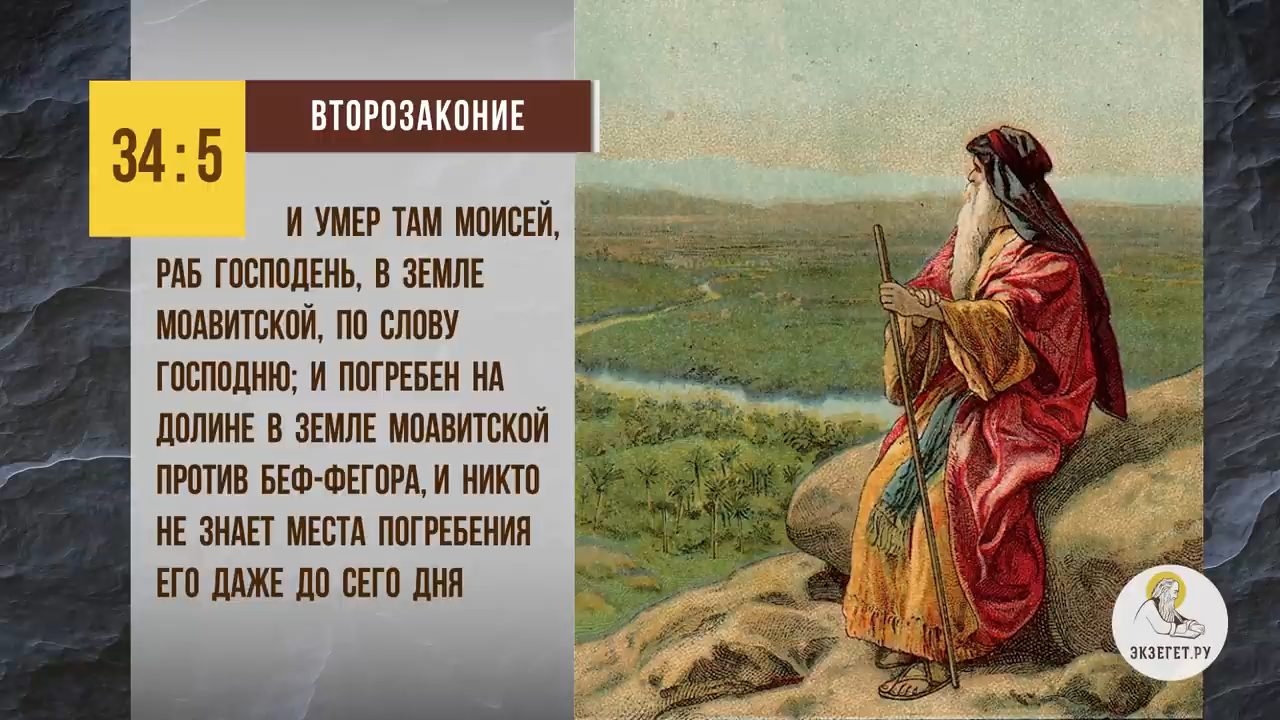 34:5
ВТОРОЗАКОНИЕ
И УМЕР ТАМ МОИСЕЙ,
РАБ ГОСПОДЕНЬ, В ЗЕМЛЕ
МОАВИТСКОЙ, ПО СЛОВУ
ГОСПОДНЮ; И ПОГРЕБЕН НА
ДОЛИНЕ В ЗЕМЛЕ МОАВИТСКОЙ
ПРОТИВ БЕФ-ФЕГОРА, И НИКТО
НЕ ЗНАЕТ МЕСТА ПОГРЕБЕНИЯ
ЕГО ДАЖЕ ДО СЕГО ДНЯ
ЭКЗЕГЕТ.РУ